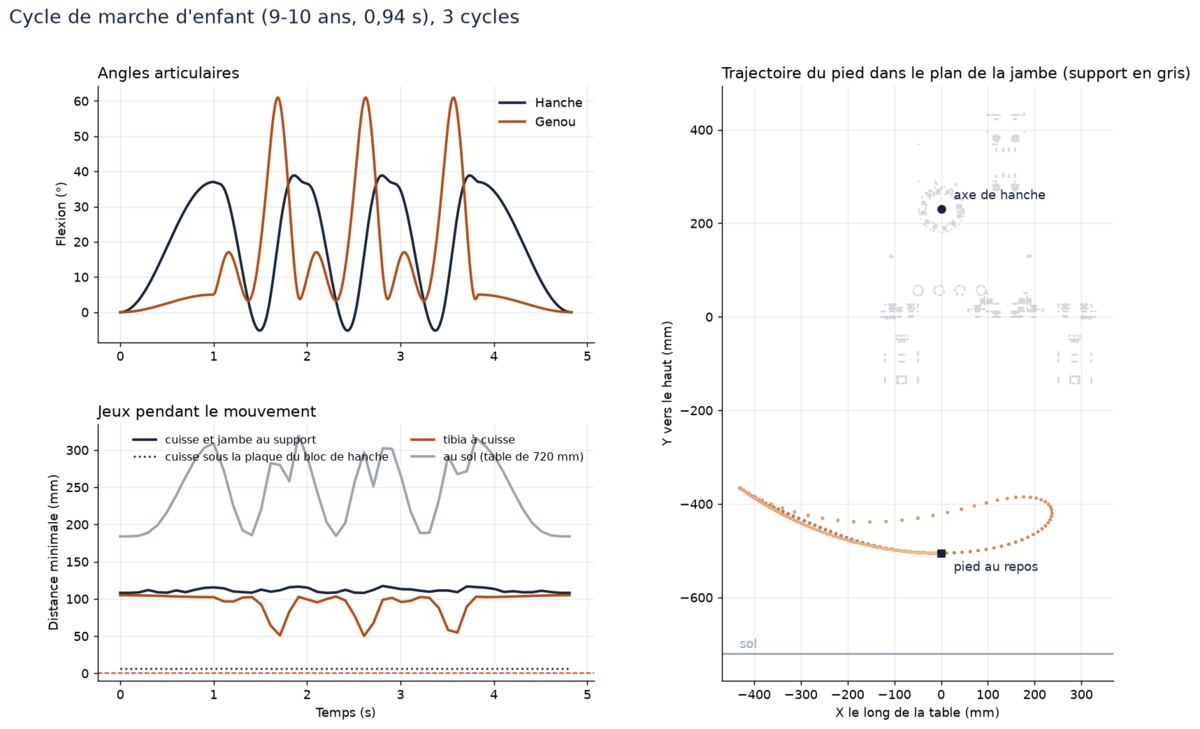 Cycle de marche d'enfant (9-10 ans, 0,94 s), 3 cycles
Angles articulaires
Hanche
Genou
Flexion (°)
60
50
40
30
20
10
0
0 1 2 3 4 5
Jeux pendant le mouvement
cuisse et jambe au support
cuisse sous la plaque du bloc de hanche
tibia à cuisse
au sol (table de 720 mm)
Distance minimale (mm)
300
250
200
150
100
50
0
0 1 2 3 4 5
Temps (s)
Trajectoire du pied dans le plan de la jambe (support en gris)
axe de hanche
pied au repos
sol
Y vers le haut (mm)
400
200
0
−200
−400
−600
−400 −300 −200 −100 0 100 200 300
X le long de la table (mm)